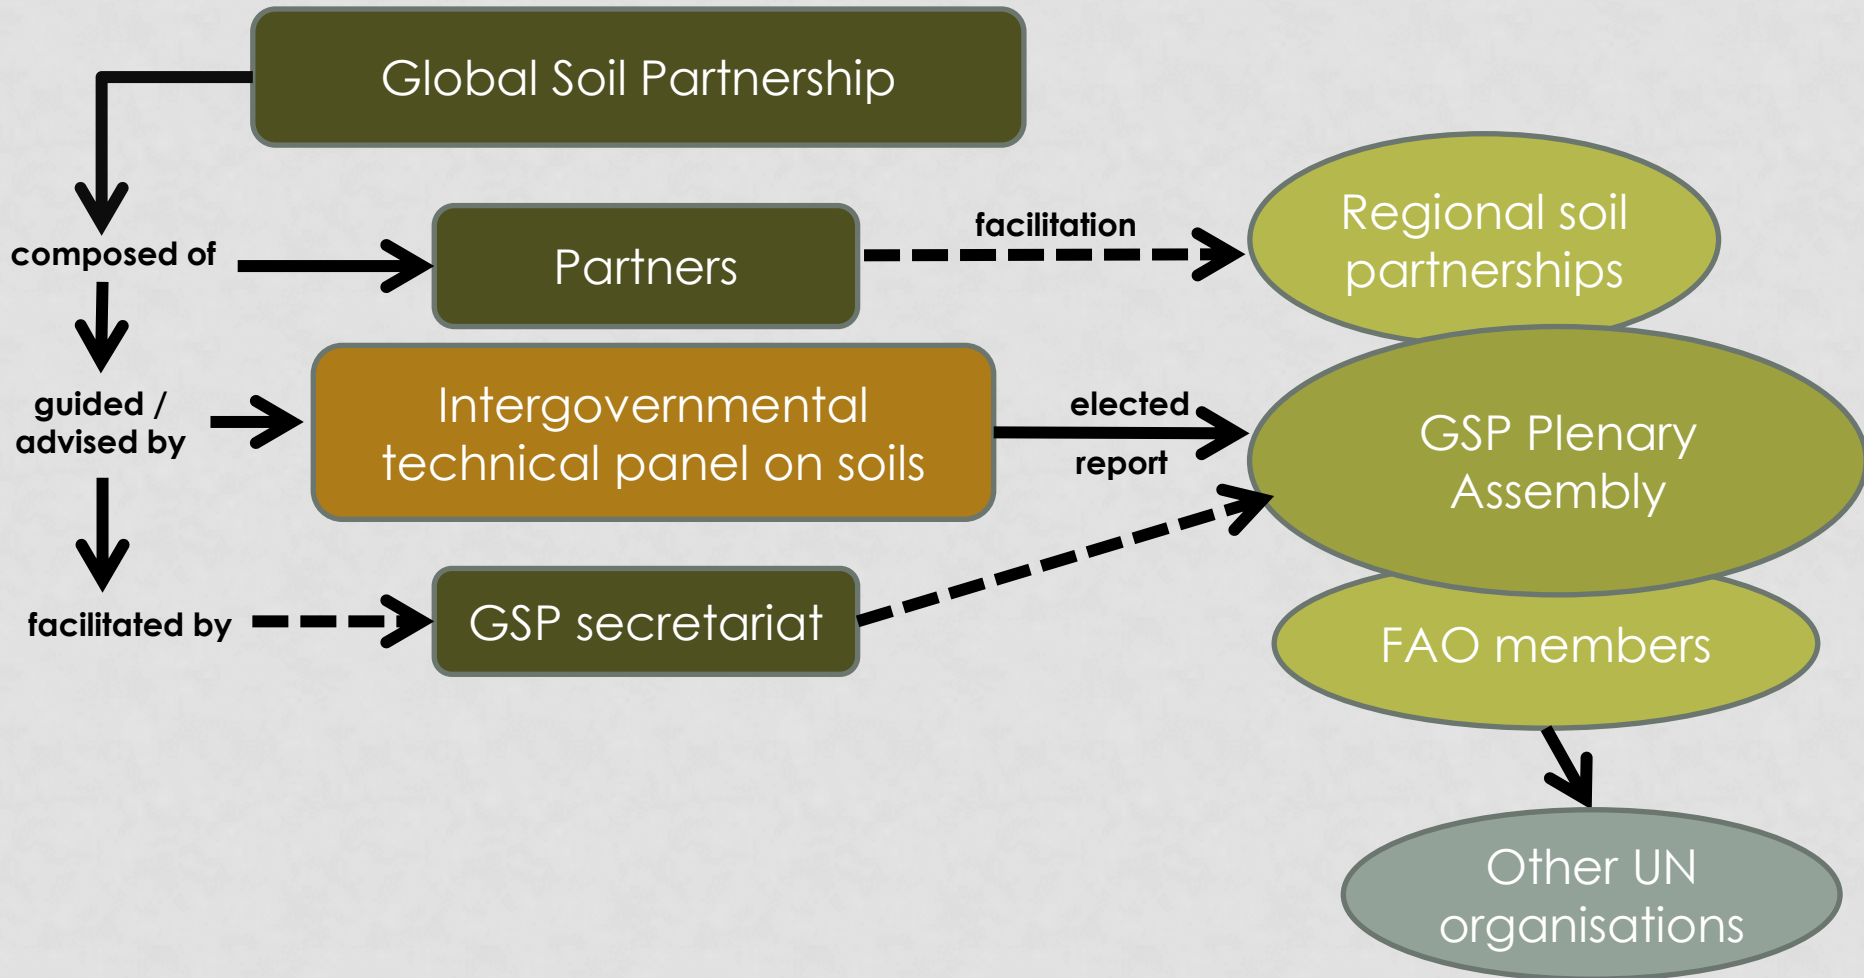 Global Soil Partnership
composed of
Partners
facilitation
Regional soil
partnerships
guided /
advised by
Intergovernmental
technical panel on soils
elected
report
GSP Plenary
Assembly
facilitated by
GSP secretariat
FAO members
Other UN
organisations